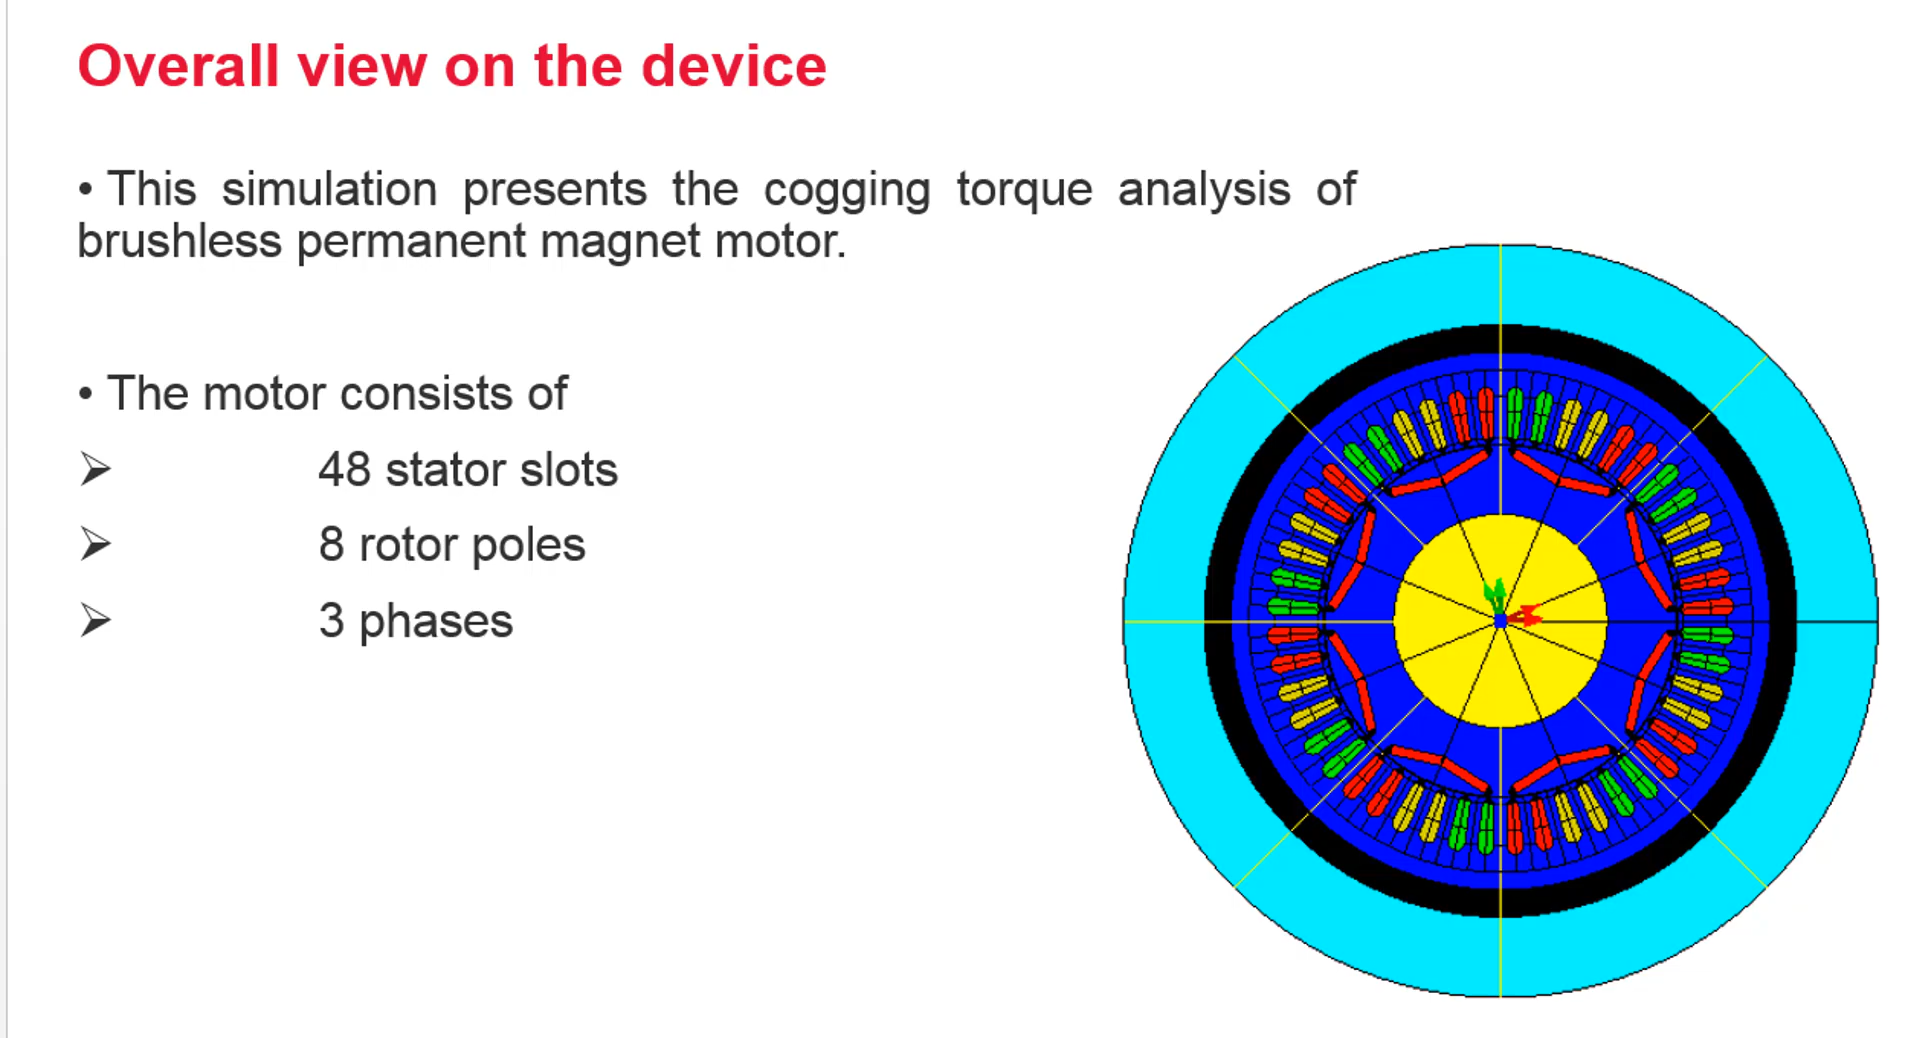 Overall view on the device
• This simulation presents the cogging torque analysis of
brushless permanent magnet motor.
• The motor consists of
➢ 48 stator slots
➢ 8 rotor poles
➢ 3 phases